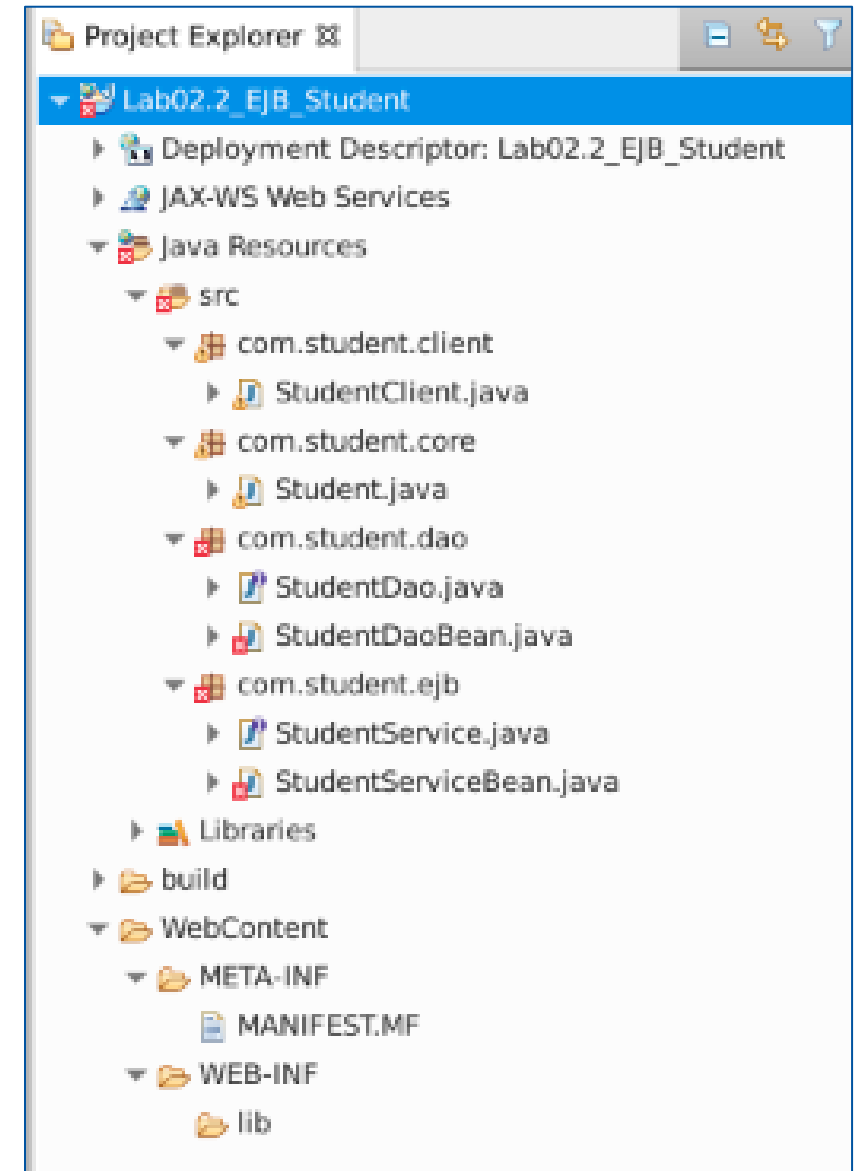 Project Explorer
Lab02.2_EJB_Student
Deployment Descriptor: Lab02.2_EJB_Student
JAX-WS Web Services
Java Resources
src
com.student.client
StudentClient.java
com.student.core
Student.java
com.student.dao
StudentDao.java
StudentDaoBean.java
com.student.ejb
StudentService.java
StudentServiceBean.java
Libraries
build
WebContent
META-INF
MANIFEST.MF
WEB-INF
lib